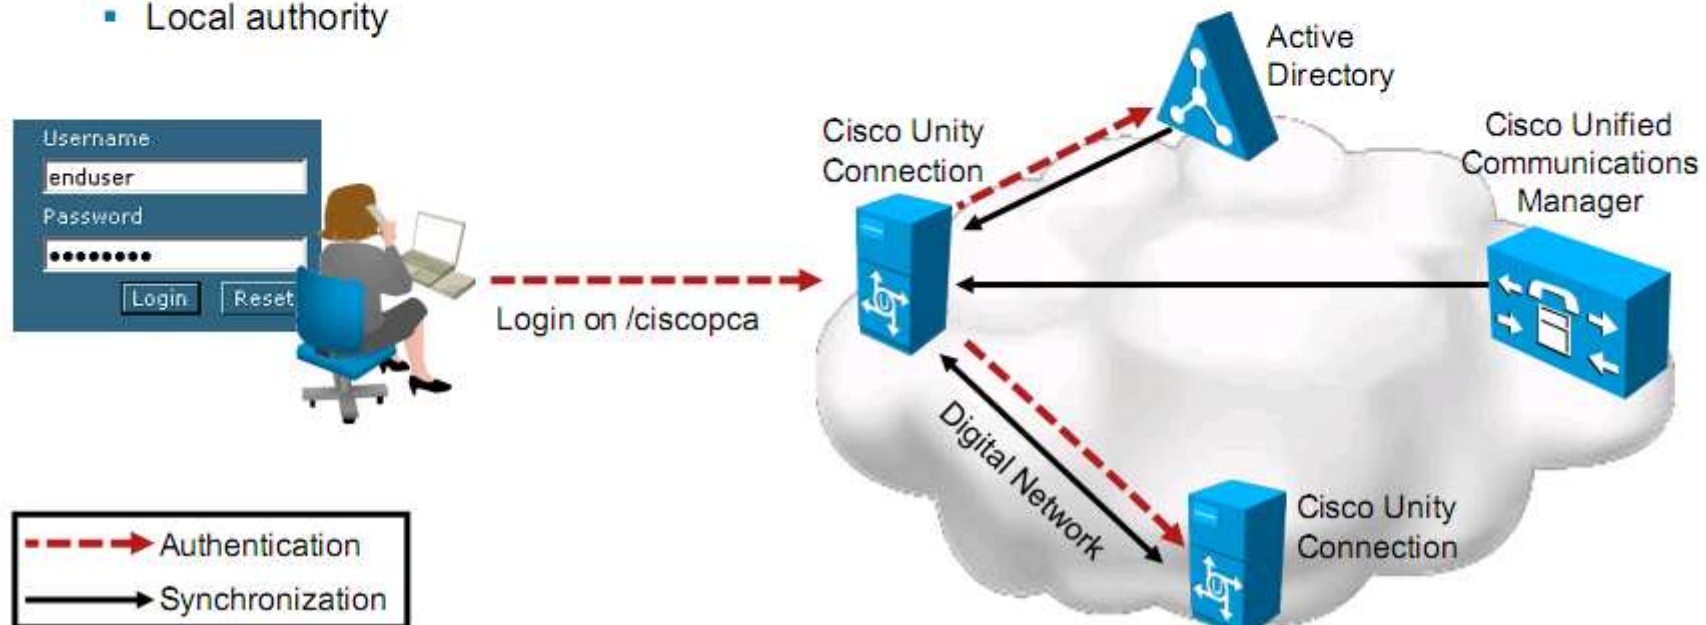 ▪ Local authority
Active
Directory
Cisco Unity
Connection
Cisco Unified
Communications
Manager
Username
enduser
Password
••••••••
Login
Reset
Login on /ciscopca
Digital Network
Cisco Unity
Connection
Authentication
Synchronization